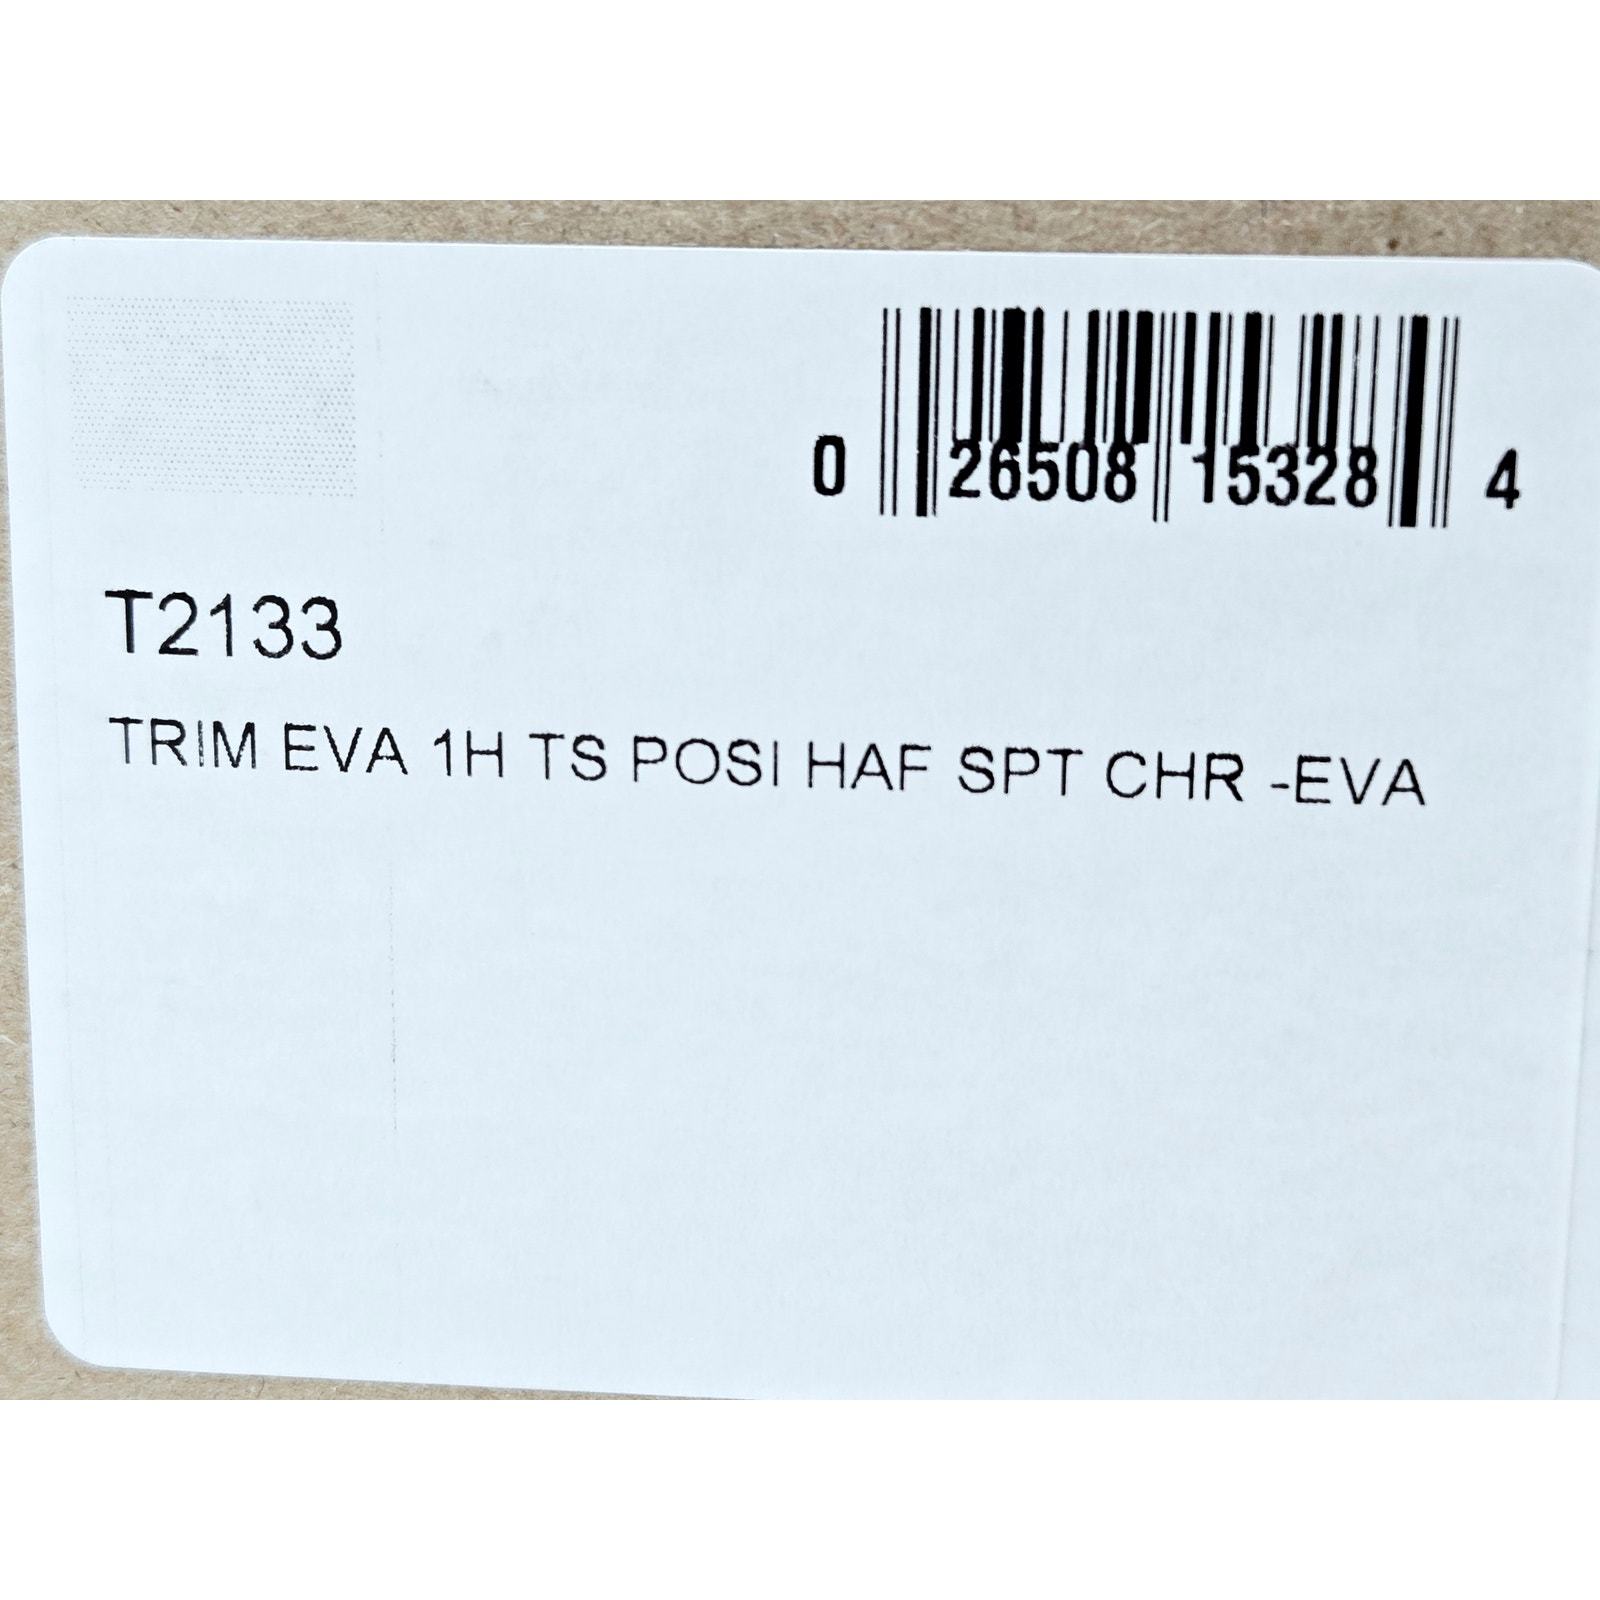 0 26508 15328 4
T2133
TRIM EVA 1H TS POSI HAF SPT CHR -EVA